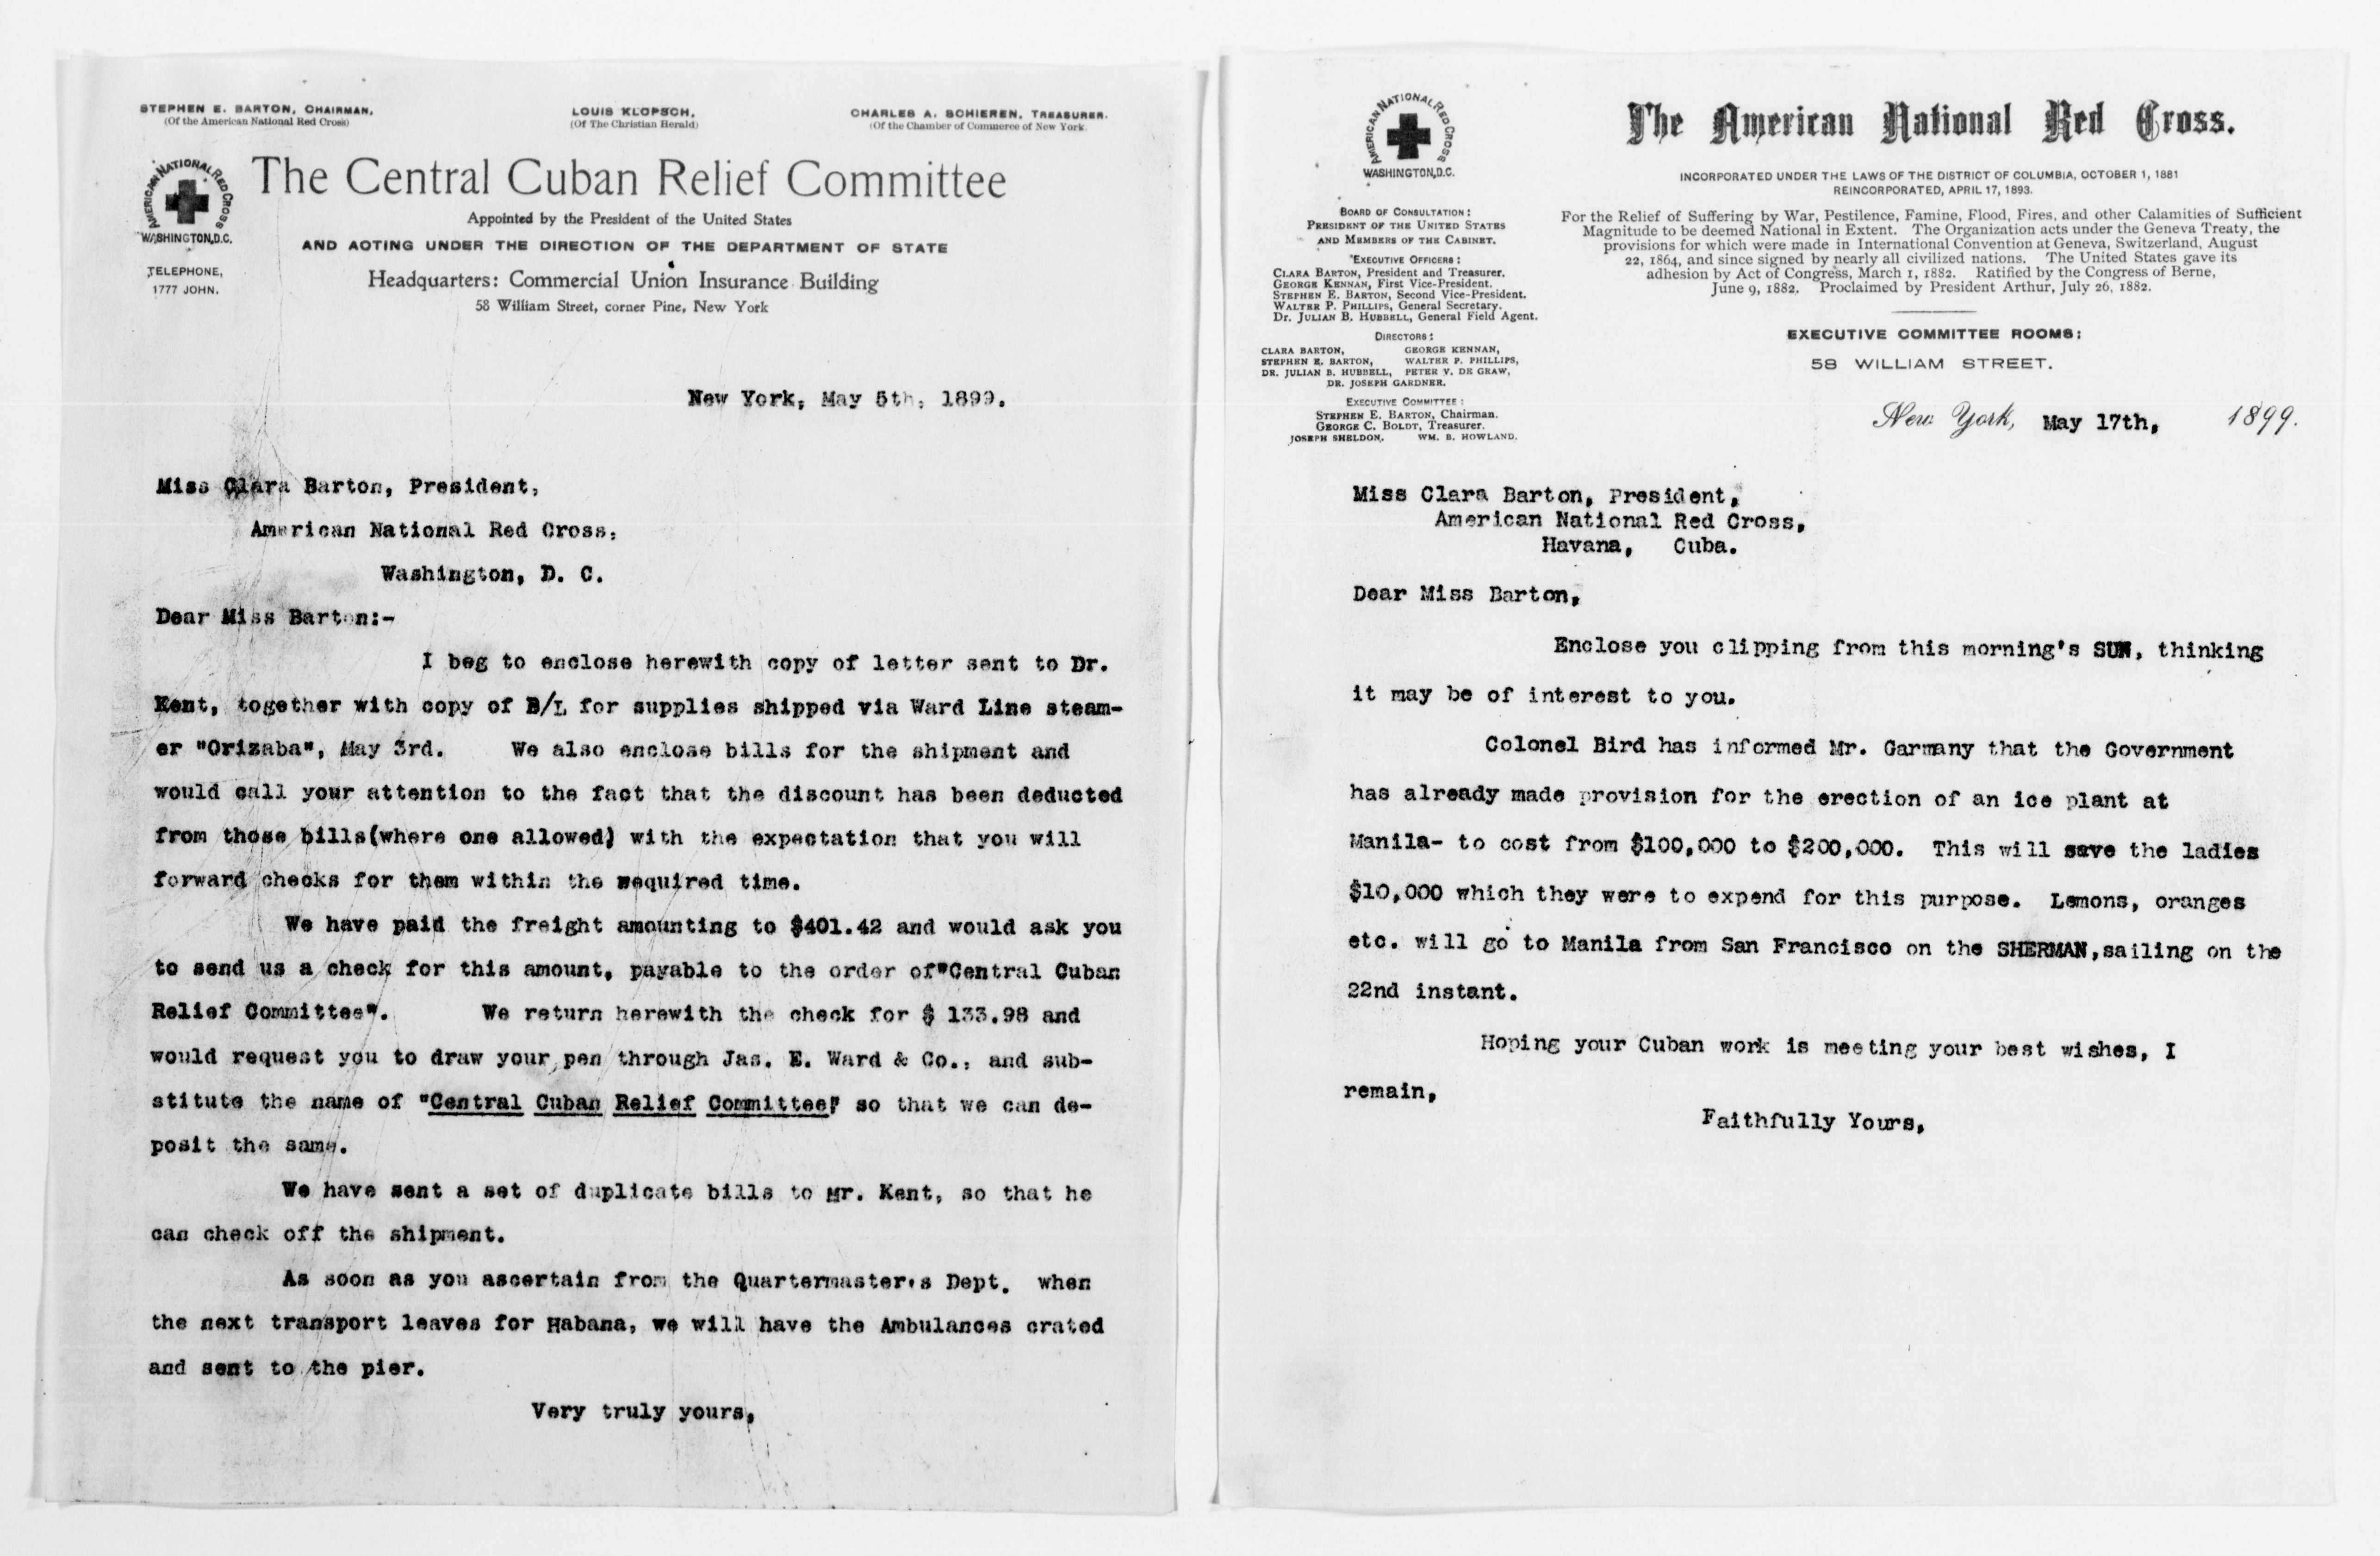 STEPHEN E. BARTON, CHAIRMAN,
(Of the American National Red Cross)
LOUIS KLOPSCH,
(Of The Christian Herald)
CHARLES A. SCHIEREN, TREASURER.
(Of the Chamber of Commerce of New York.
AMERICAN NATIONAL RED CROSS
WASHINGTON, D.C.
TELEPHONE,
1777 JOHN.
The Central Cuban Relief Committee
Appointed by the President of the United States
AND ACTING UNDER THE DIRECTION OF THE DEPARTMENT OF STATE
Headquarters: Commercial Union Insurance Building
58 William Street, corner Pine, New York
New York, May 5th, 1899.
Miss Clara Barton, President,
American National Red Cross,
Washington, D. C.
Dear Miss Barton:-
I beg to enclose herewith copy of letter sent to Dr.
Kent, together with copy of B/L for supplies shipped via Ward Line steam-
er "Orizaba", May 3rd. We also enclose bills for the shipment and
would call your attention to the fact that the discount has been deducted
from those bills(where one allowed) with the expectation that you will
forward checks for them within the required time.
We have paid the freight amounting to $401.42 and would ask you
to send us a check for this amount, payable to the order of"Central Cuban
Relief Committee". We return herewith the check for $ 133.98 and
would request you to draw your pen through Jas. E. Ward & Co., and sub-
stitute the name of "Central Cuban Relief Committee" so that we can de-
posit the same.
We have sent a set of duplicate bills to Mr. Kent, so that he
can check off the shipment.
As soon as you ascertain from the Quartermaster's Dept. when
the next transport leaves for Habana, we will have the Ambulances crated
and sent to the pier.
Very truly yours,
AMERICAN NATIONAL RED CROSS
WASHINGTON, D.C.
BOARD OF CONSULTATION:
PRESIDENT OF THE UNITED STATES
AND MEMBERS OF THE CABINET.
EXECUTIVE OFFICERS:
CLARA BARTON, President and Treasurer.
GEORGE KENNAN, First Vice-President.
STEPHEN E. BARTON, Second Vice-President.
WALTER P. PHILLIPS, General Secretary.
Dr. JULIAN B. HUBBELL, General Field Agent.
DIRECTORS:
CLARA BARTON, GEORGE KENNAN,
STEPHEN E. BARTON, WALTER P. PHILLIPS,
DR. JULIAN B. HUBBELL, PETER V. DE GRAW,
DR. JOSEPH GARDNER.
EXECUTIVE COMMITTEE:
STEPHEN E. BARTON, Chairman.
GEORGE C. BOLDT, Treasurer.
JOSEPH SHELDON. WM. B. HOWLAND.
The American National Red Cross.
INCORPORATED UNDER THE LAWS OF THE DISTRICT OF COLUMBIA, OCTOBER 1, 1881
REINCORPORATED, APRIL 17, 1893.
For the Relief of Suffering by War, Pestilence, Famine, Flood, Fires, and other Calamities of Sufficient
Magnitude to be deemed National in Extent. The Organization acts under the Geneva Treaty, the
provisions for which were made in International Convention at Geneva, Switzerland, August
22, 1864, and since signed by nearly all civilized nations. The United States gave its
adhesion by Act of Congress, March 1, 1882. Ratified by the Congress of Berne,
June 9, 1882. Proclaimed by President Arthur, July 26, 1882.
EXECUTIVE COMMITTEE ROOMS:
58 WILLIAM STREET.
New York, May 17th, 1899.
Miss Clara Barton, President,
American National Red Cross,
Havana, Cuba.
Dear Miss Barton,
Enclose you clipping from this morning's SUN, thinking
it may be of interest to you.
Colonel Bird has informed Mr. Garmany that the Government
has already made provision for the erection of an ice plant at
Manila- to cost from $100,000 to $200,000. This will save the ladies
$10,000 which they were to expend for this purpose. Lemons, oranges
etc. will go to Manila from San Francisco on the SHERMAN,sailing on the
22nd instant.
Hoping your Cuban work is meeting your best wishes, I
remain,
Faithfully Yours,